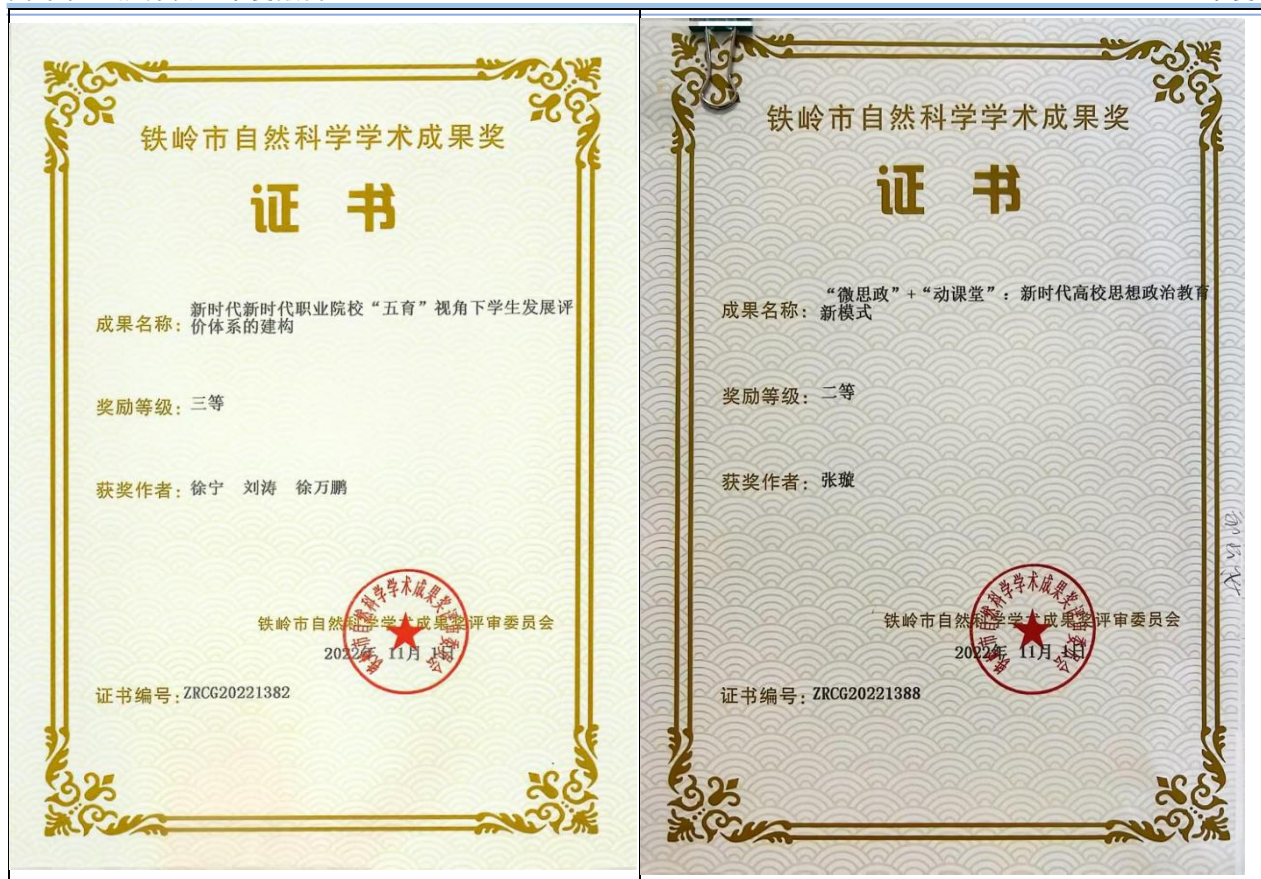 铁岭市自然科学学术成果奖
证 书
成果名称：新时代新时代职业院校“五育”视角下学生发展评
价体系的建构
奖励等级：三等
获奖作者：徐宁 刘涛 徐万鹏
铁岭市自然科学学术成果奖评审委员会
2022年 11月 1日
证书编号：ZRCG20221382
铁岭市自然科学学术成果奖
证 书
成果名称：“微思政”+“动课堂”：新时代高校思想政治教育
新模式
奖励等级：二等
获奖作者：张璇
铁岭市自然科学学术成果奖评审委员会
2022年 11月 1日
证书编号：ZRCG20221388